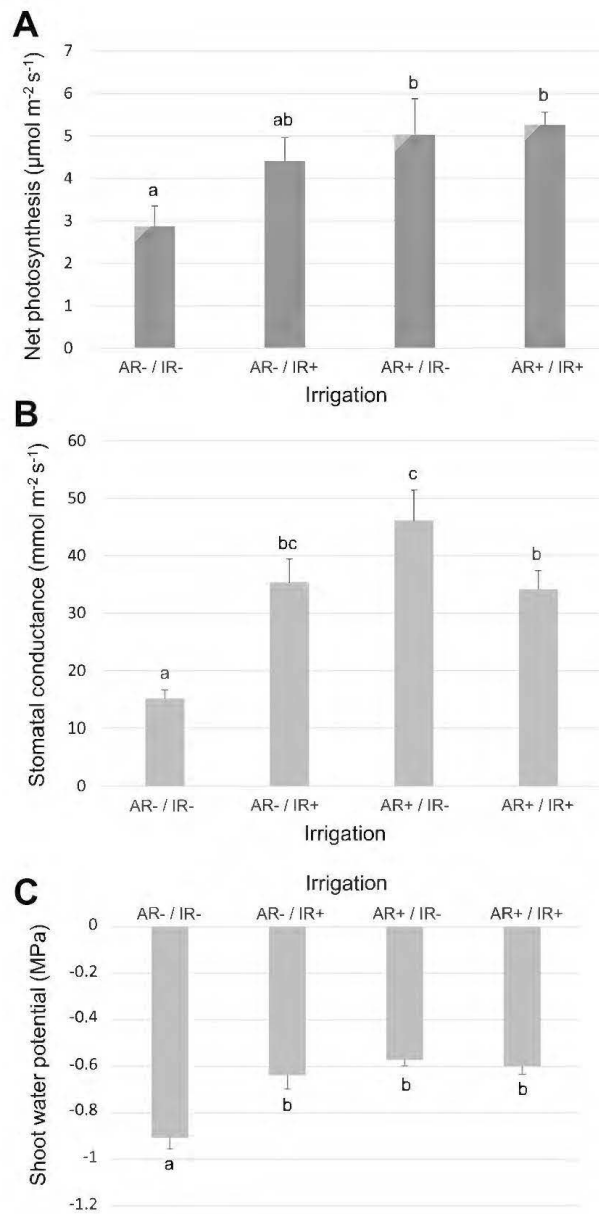 A
Net photosynthesis (µmol m⁻² s⁻¹)
7
6
5
4
3
2
1
0
a
ab
b
b
AR- / IR-
AR- / IR+
AR+ / IR-
AR+ / IR+
Irrigation
B
Stomatal conductance (mmol m⁻² s⁻¹)
60
50
40
30
20
10
0
a
bc
c
b
AR- / IR-
AR- / IR+
AR+ / IR-
AR+ / IR+
Irrigation
C
Irrigation
AR- / IR-
AR- / IR+
AR+ / IR-
AR+ / IR+
Shoot water potential (MPa)
0
-0.2
-0.4
-0.6
-0.8
-1
-1.2
a
b
b
b